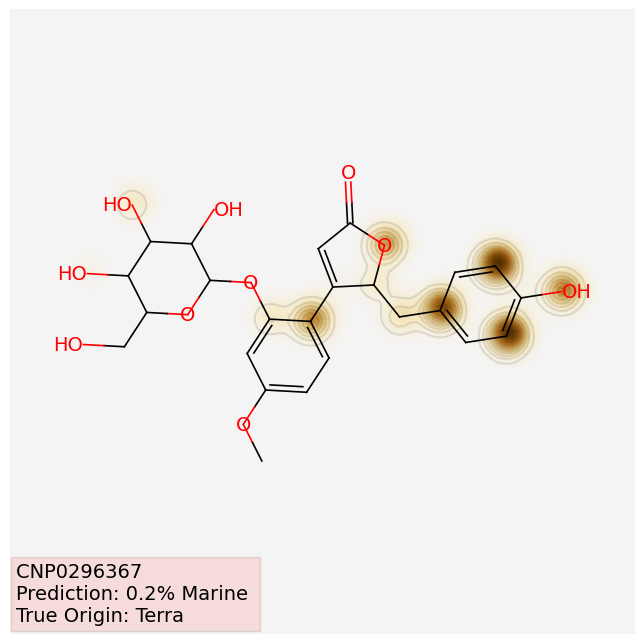 O
HO
OH
O
HO
O
OH
O
HO
O
CNP0296367
Prediction: 0.2% Marine
True Origin: Terra